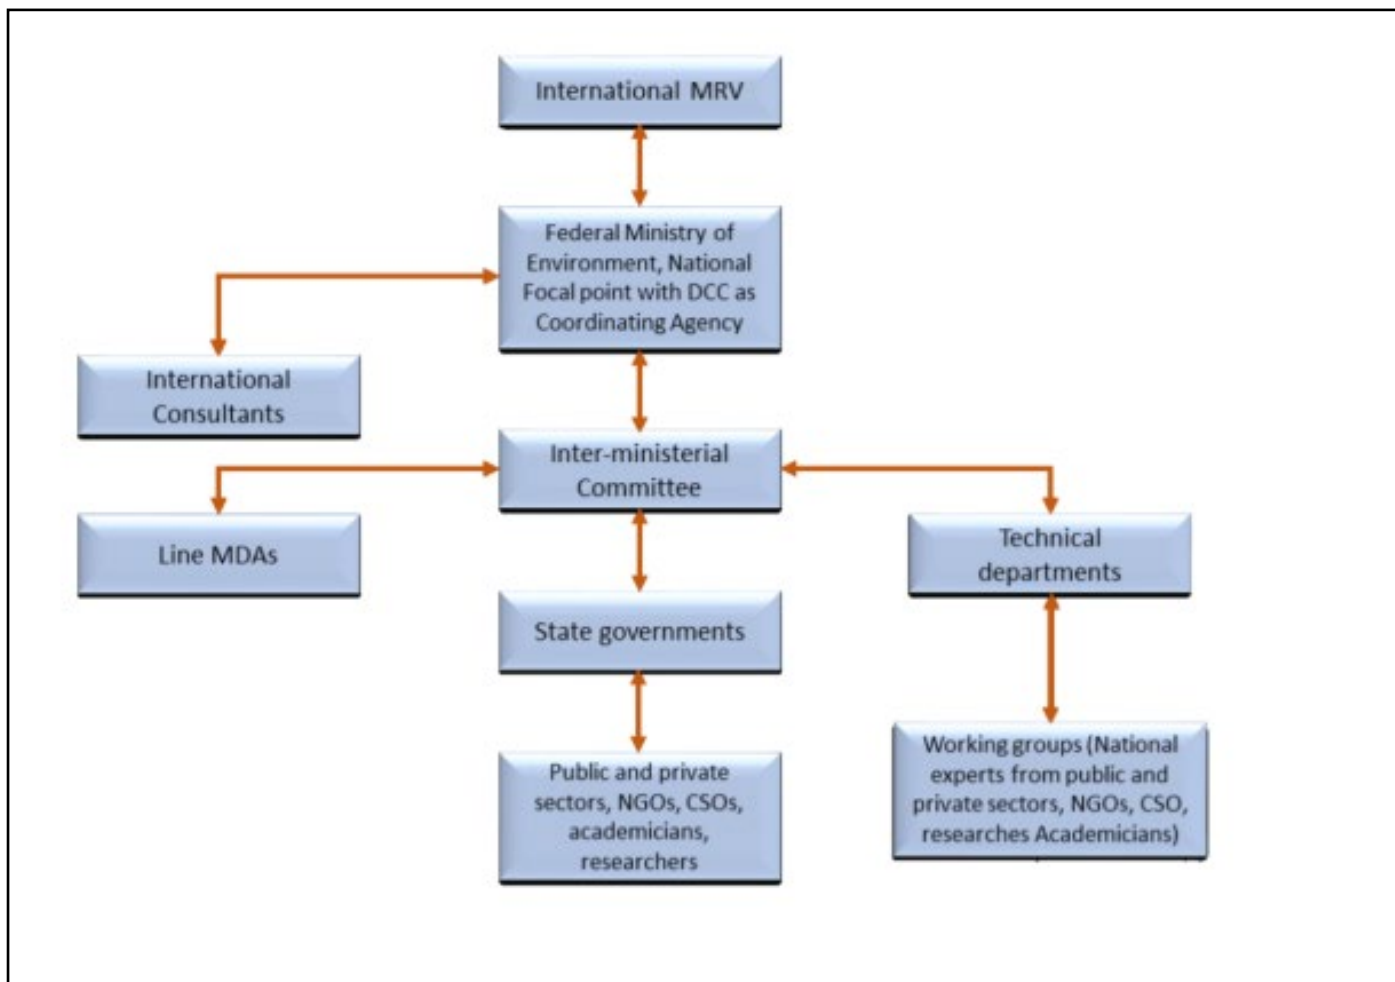 International MRV
Federal Ministry of
Environment, National
Focal point with DCC as
Coordinating Agency
International
Consultants
Inter-ministerial
Committee
Line MDAs
Technical
departments
State governments
Public and private
sectors, NGOs, CSOs,
academicians,
researchers
Working groups (National
experts from public and
private sectors, NGOs, CSO,
researches Academicians)